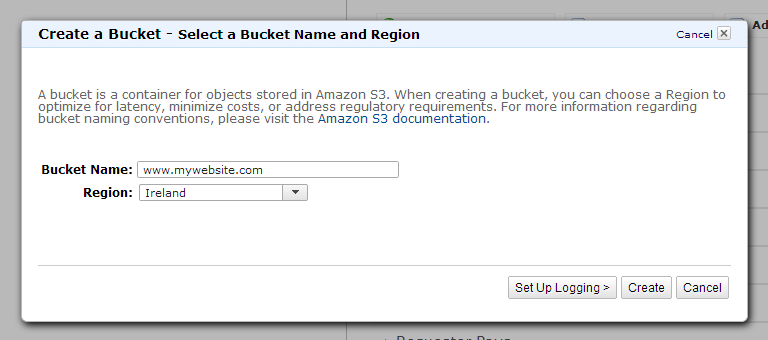 Ad
Create a Bucket - Select a Bucket Name and Region
Cancel
A bucket is a container for objects stored in Amazon S3. When creating a bucket, you can choose a Region to
optimize for latency, minimize costs, or address regulatory requirements. For more information regarding
bucket naming conventions, please visit the Amazon S3 documentation.
Bucket Name: www.mywebsite.com
Region: Ireland
Set Up Logging > Create Cancel
Requester Pays